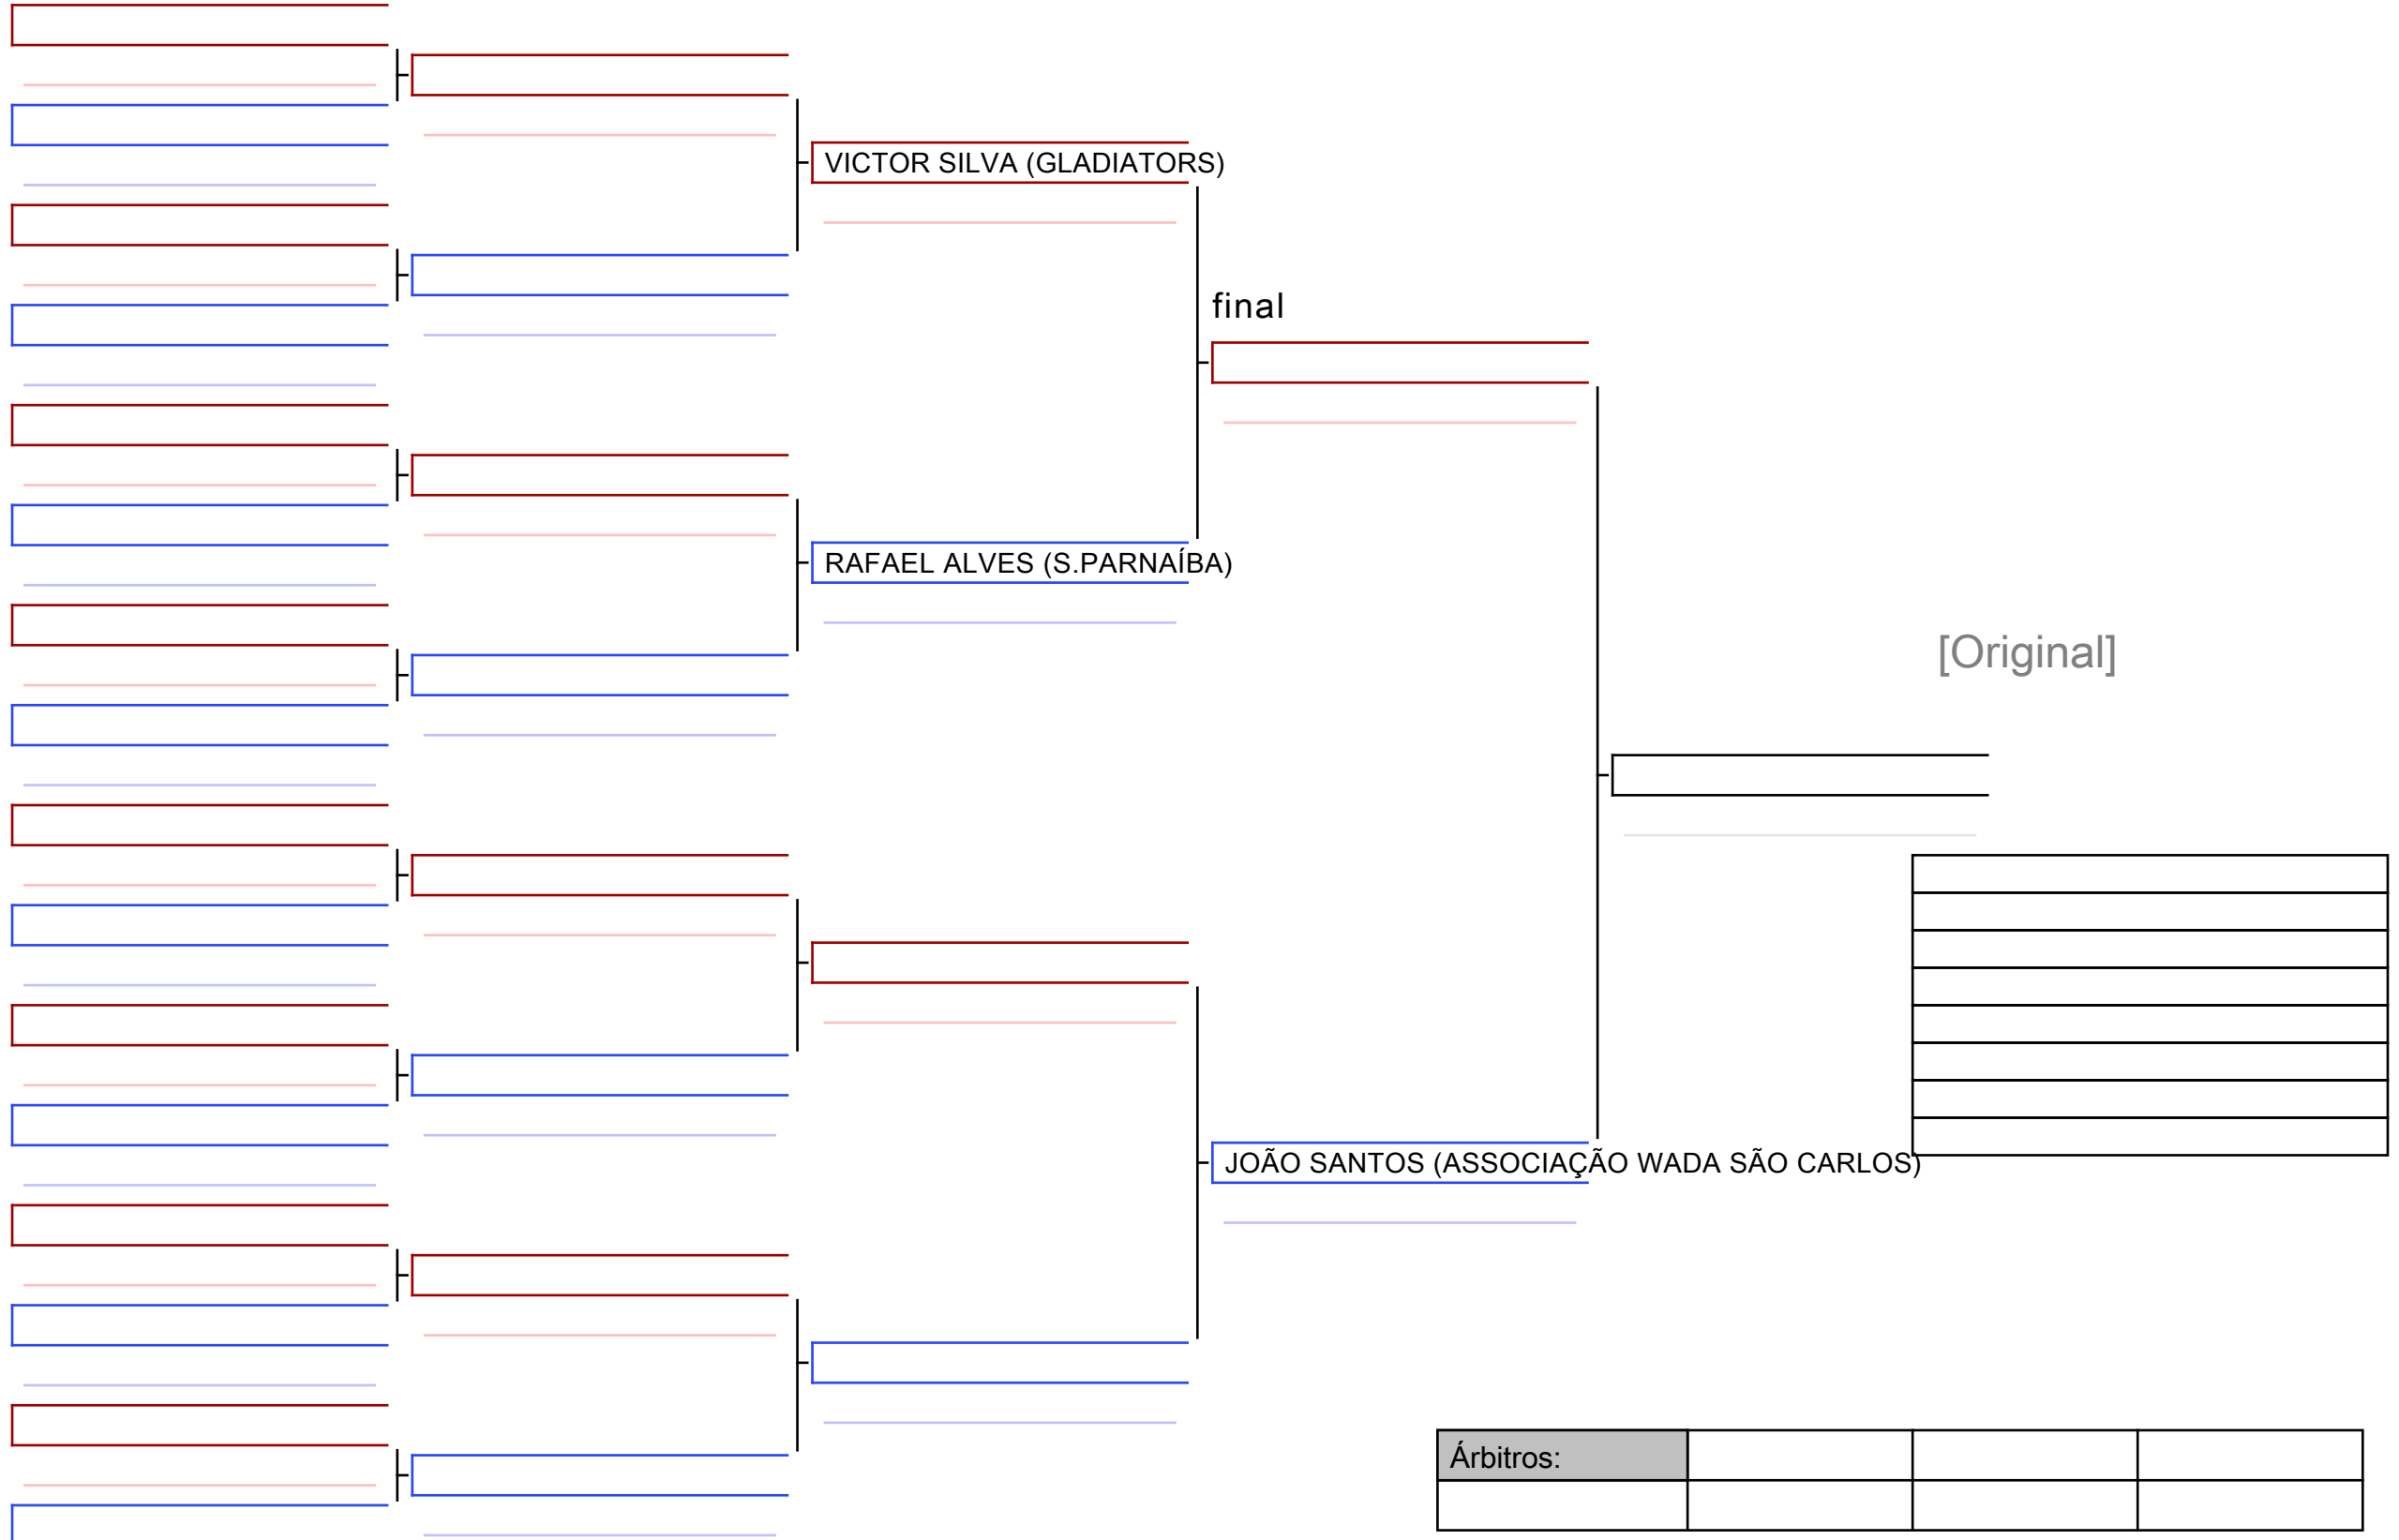 VICTOR SILVA (GLADIATORS)
final
RAFAEL ALVES (S.PARNAÍBA)
[Original]
JOÃO SANTOS (ASSOCIAÇÃO WADA SÃO CARLOS)
Árbitros: